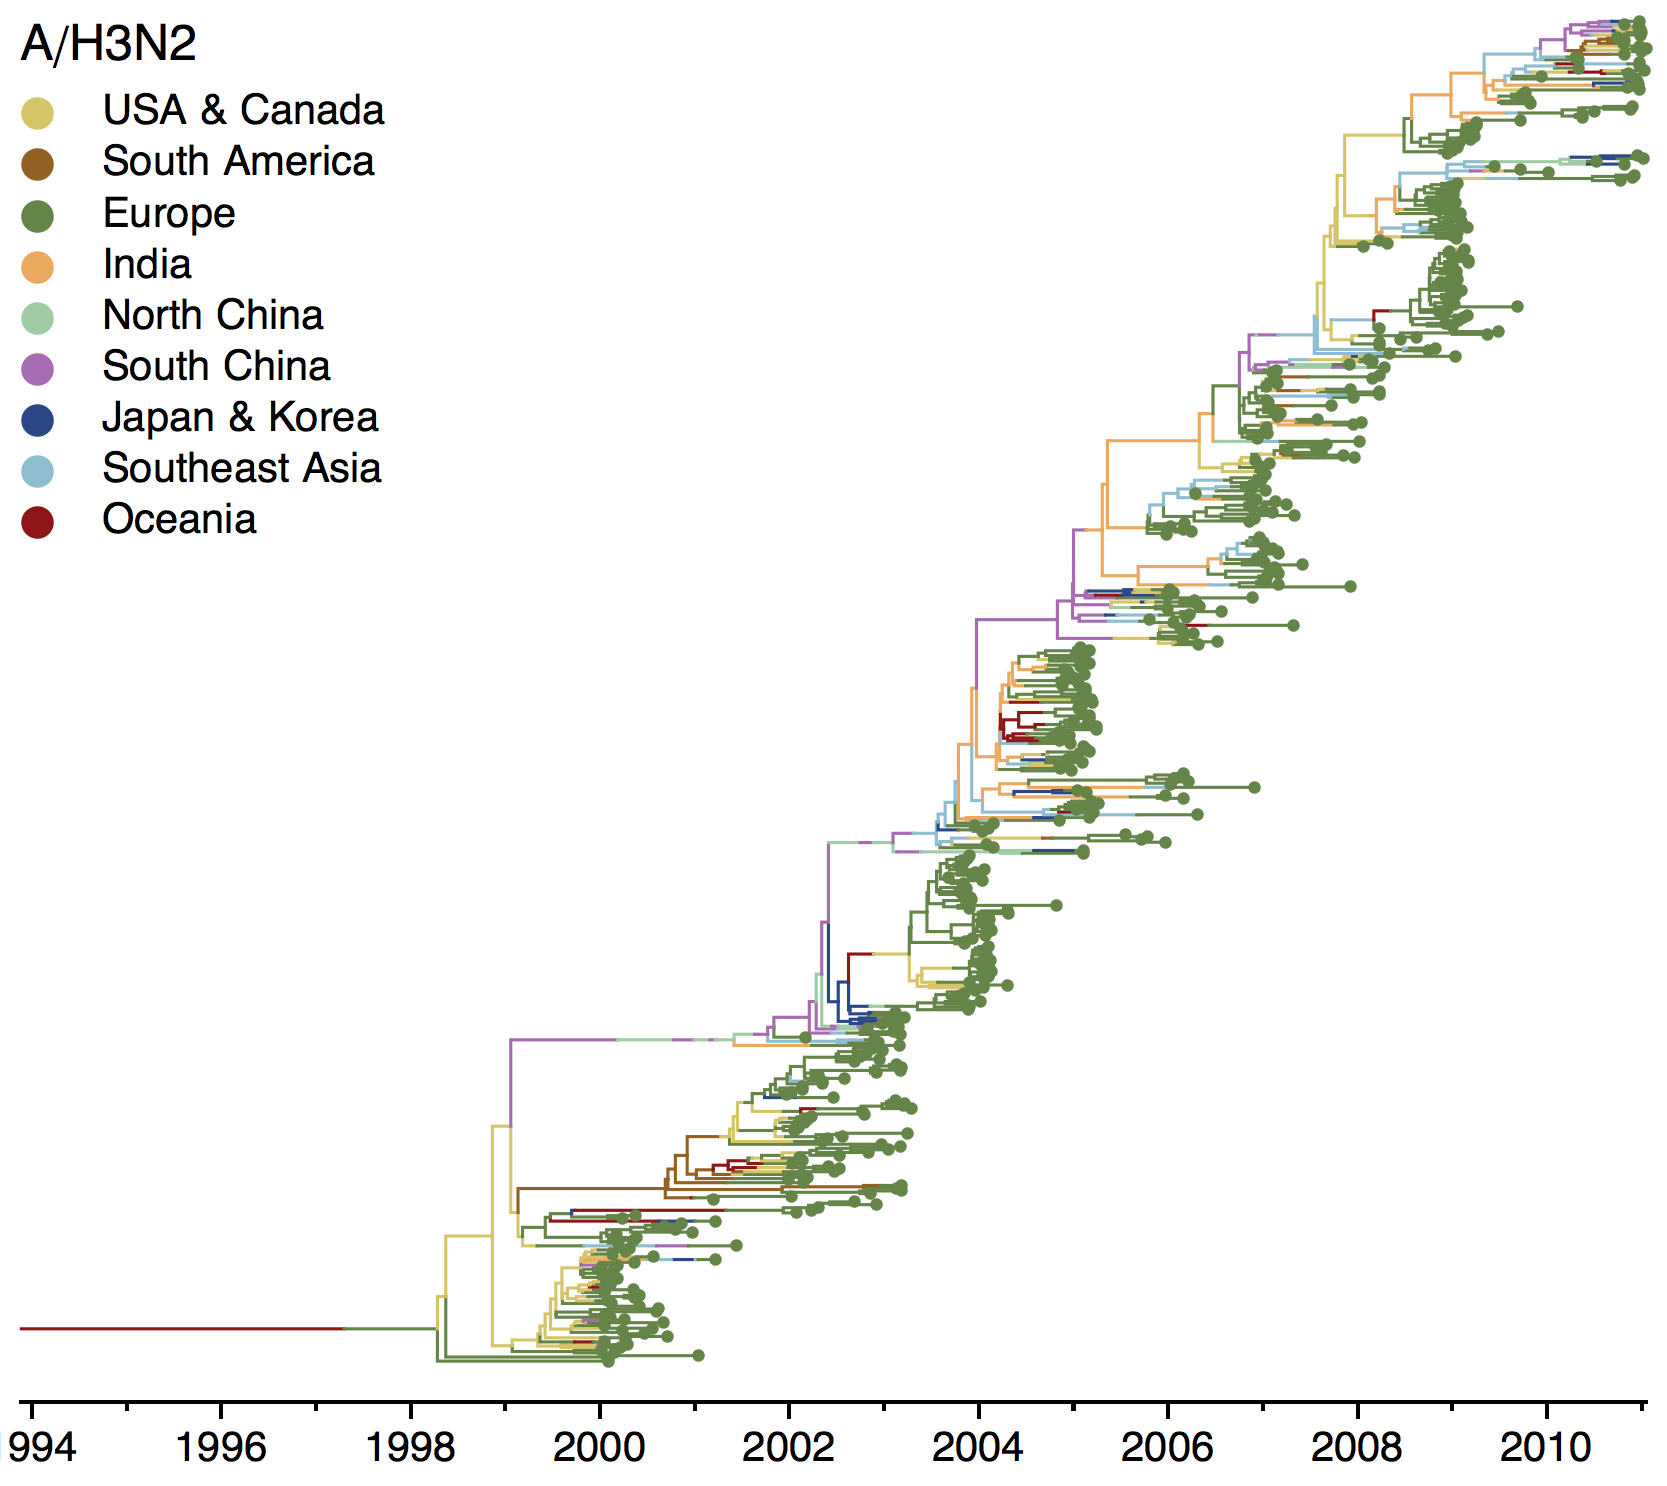 A/H3N2
USA & Canada
South America
Europe
India
North China
South China
Japan & Korea
Southeast Asia
Oceania
994 1996 1998 2000 2002 2004 2006 2008 2010